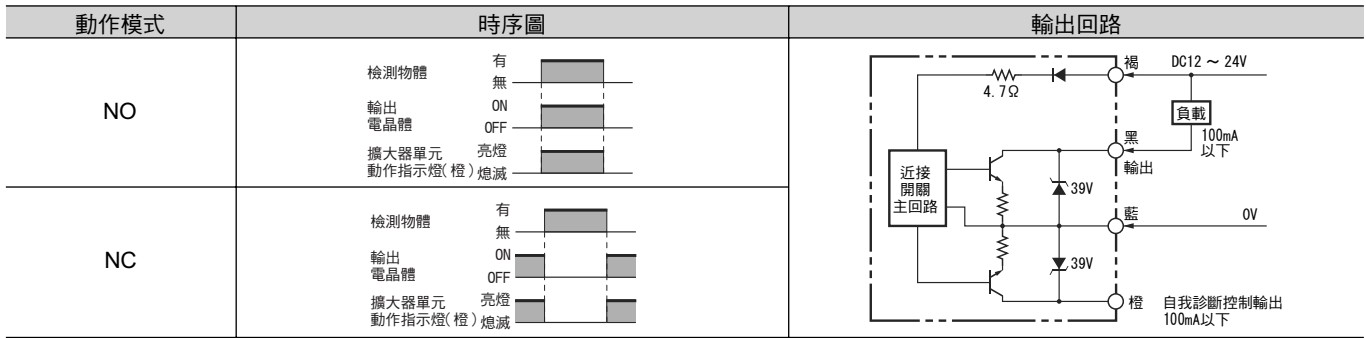 動作模式
時序圖
輸出回路
NO
檢測物體
有
無
輸出
電晶體
ON
OFF
擴大器單元
動作指示燈(橙)
亮燈
熄滅
NC
檢測物體
有
無
輸出
電晶體
ON
OFF
擴大器單元
動作指示燈(橙)
亮燈
熄滅
褐
DC12 ～ 24V
4.7Ω
負載
100mA
以下
黑
輸出
近接
開關
主回路
39V
藍
0V
39V
橙
自我診斷控制輸出
100mA以下